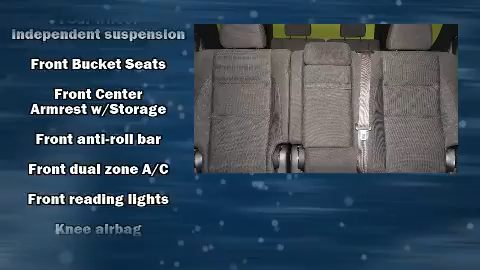 independent suspension
Front Bucket Seats
Front Center
Armrest w/Storage
Front anti-roll bar
Front dual zone A/C
Front reading lights
Knee airbag